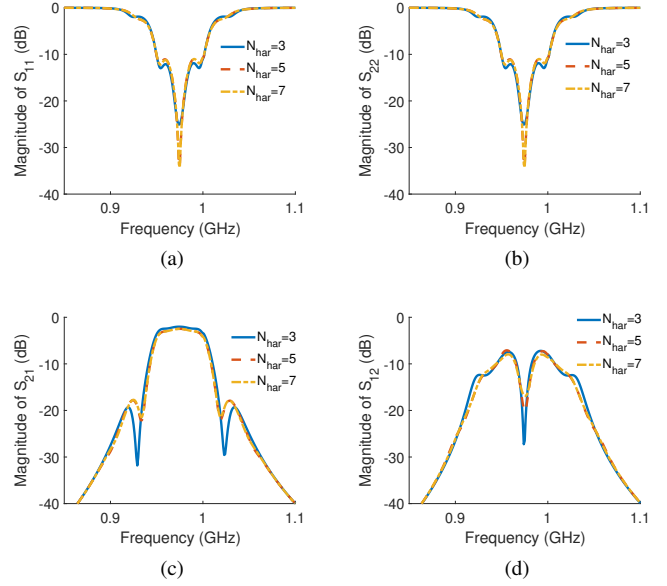 0
-10
-20
-30
-40
0.9
1
1.1
Magnitude of S11 (dB)
Frequency (GHz)
Nhar=3
Nhar=5
Nhar=7
(a)
0
-10
-20
-30
-40
0.9
1
1.1
Magnitude of S22 (dB)
Frequency (GHz)
Nhar=3
Nhar=5
Nhar=7
(b)
0
-10
-20
-30
-40
0.9
1
1.1
Magnitude of S21 (dB)
Frequency (GHz)
Nhar=3
Nhar=5
Nhar=7
(c)
0
-10
-20
-30
-40
0.9
1
1.1
Magnitude of S12 (dB)
Frequency (GHz)
Nhar=3
Nhar=5
Nhar=7
(d)